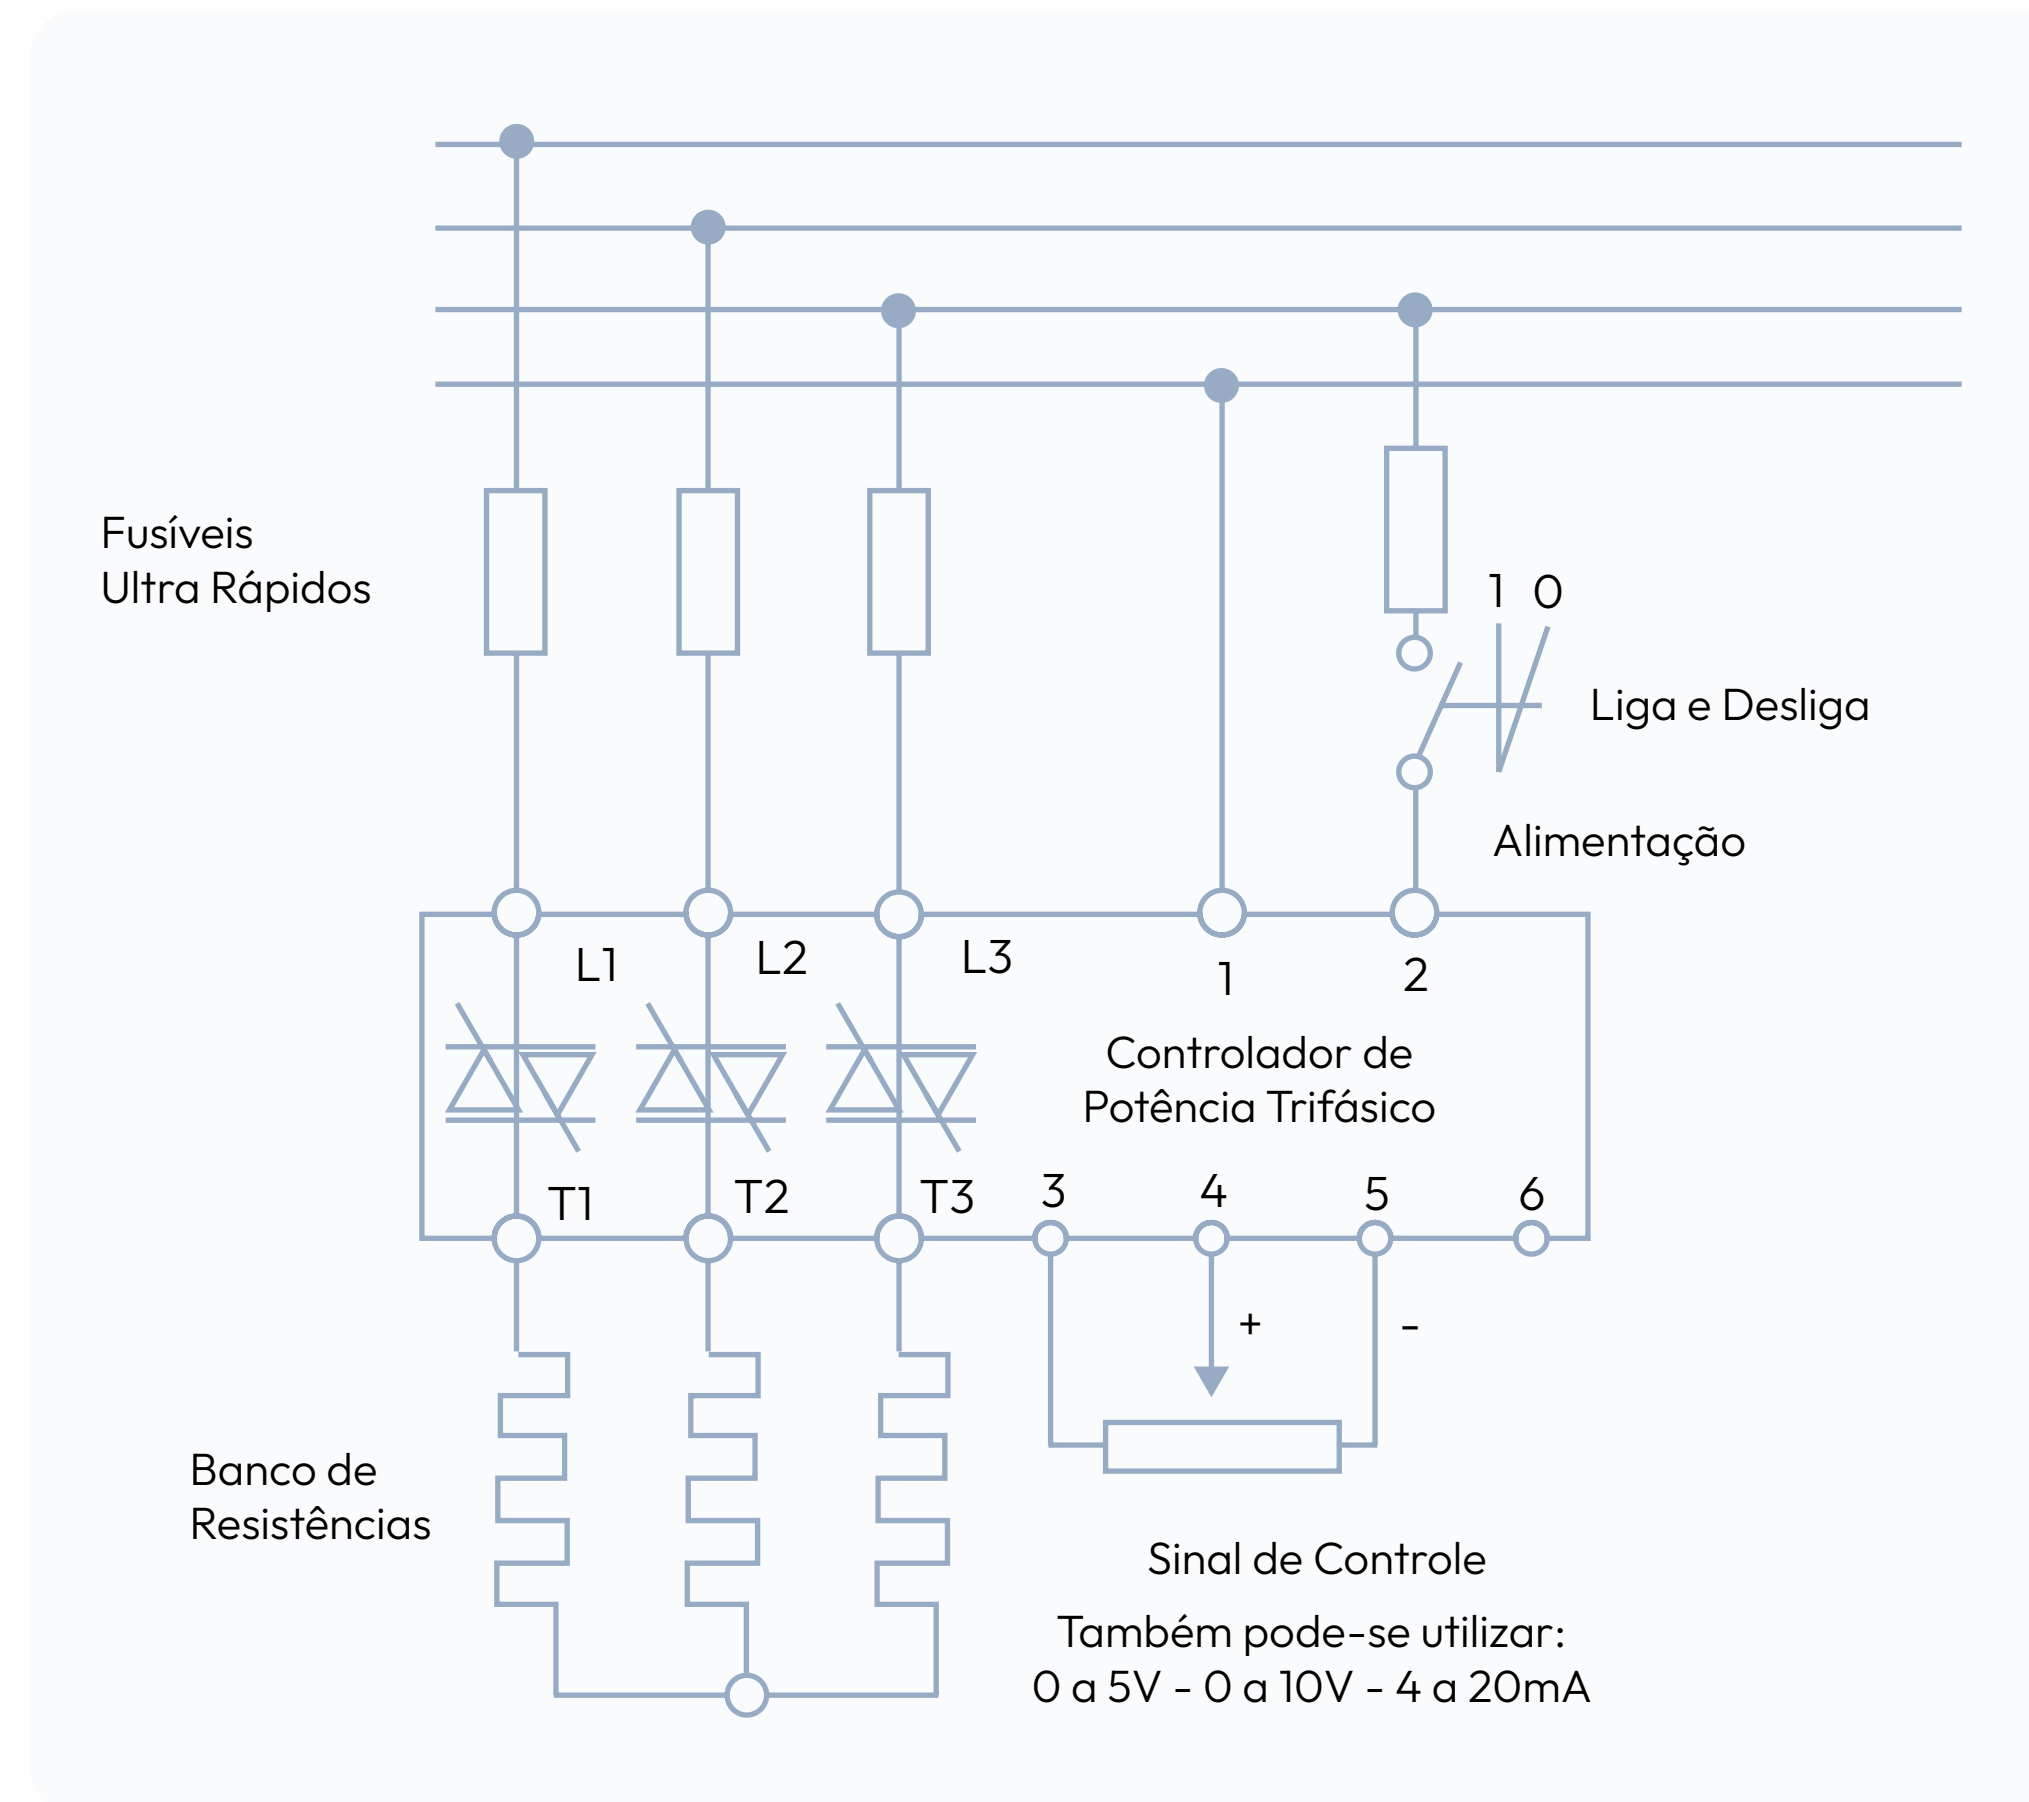 Fusíveis
Ultra Rápidos
1 0
Liga e Desliga
Alimentação
L1 L2 L3 1 2
Controlador de
Potência Trifásico
T1 T2 T3 3 4 5 6
+ -
Banco de
Resistências
Sinal de Controle
Também pode-se utilizar:
0 a 5V - 0 a 10V - 4 a 20mA